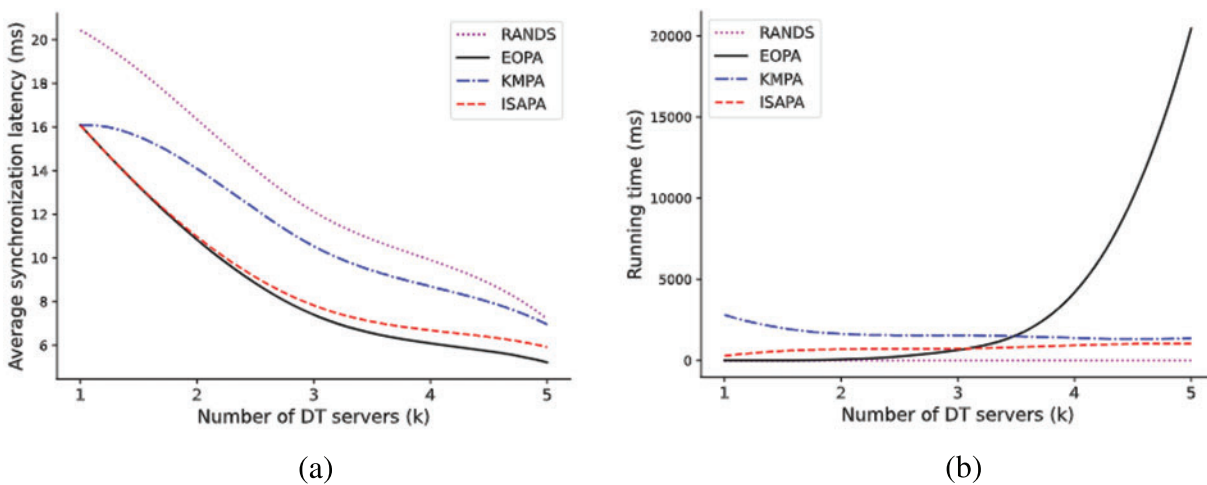 20
18
16
14
12
10
8
6
Average synchronization latency (ms)
RANDS
EOPA
KMPA
ISAPA
1 2 3 4 5
Number of DT servers (k)
(a)
20000
15000
10000
5000
0
Running time (ms)
RANDS
EOPA
KMPA
ISAPA
1 2 3 4 5
Number of DT servers (k)
(b)